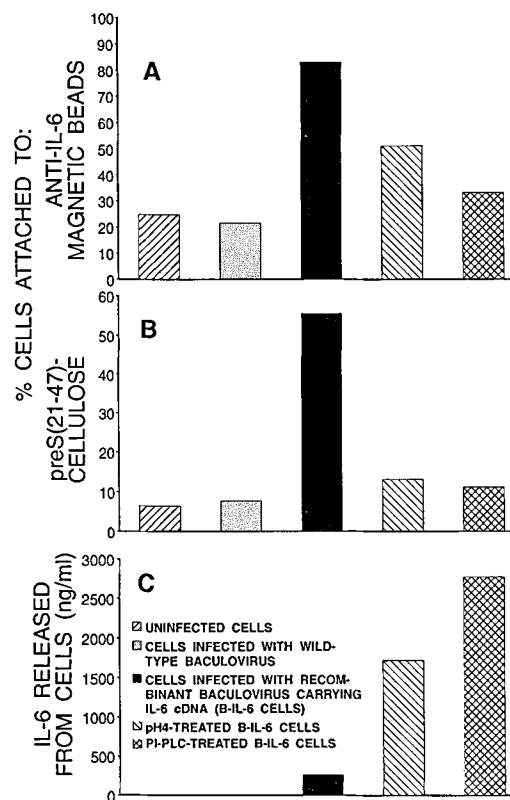 % CELLS ATTACHED TO:
ANTI-IL-6
MAGNETIC BEADS
A
100
90
80
70
60
50
40
30
20
10
0
preS(21-47)-
CELLULOSE
B
60
50
40
30
20
10
0
IL-6 RELEASED
FROM CELLS (ng/ml)
C
3000
2500
2000
1500
1000
500
0
UNINFECTED CELLS
CELLS INFECTED WITH WILD-
TYPE BACULOVIRUS
CELLS INFECTED WITH RECOM-
BINANT BACULOVIRUS CARRYING
IL-6 cDNA (B-IL-6 CELLS)
pH4-TREATED B-IL-6 CELLS
PI-PLC-TREATED B-IL-6 CELLS